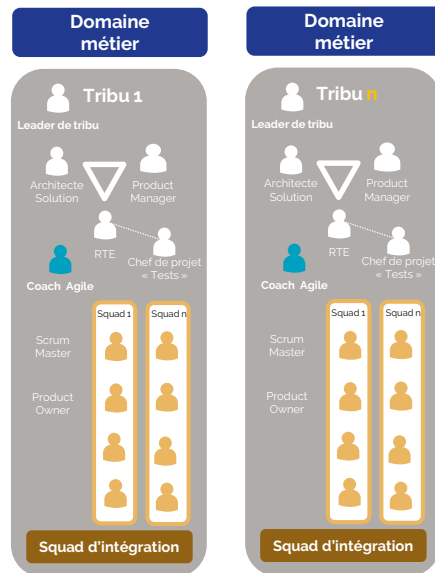 Domaine
métier
Tribu 1
Leader de tribu
Architecte
Solution
Product
Manager
RTE
Chef de projet
« Tests »
Coach Agile
Squad 1
Squad n
Scrum
Master
Product
Owner
Squad d'intégration
Domaine
métier
Tribu n
Leader de tribu
Architecte
Solution
Product
Manager
RTE
Chef de projet
« Tests »
Coach Agile
Squad 1
Squad n
Scrum
Master
Product
Owner
Squad d'intégration